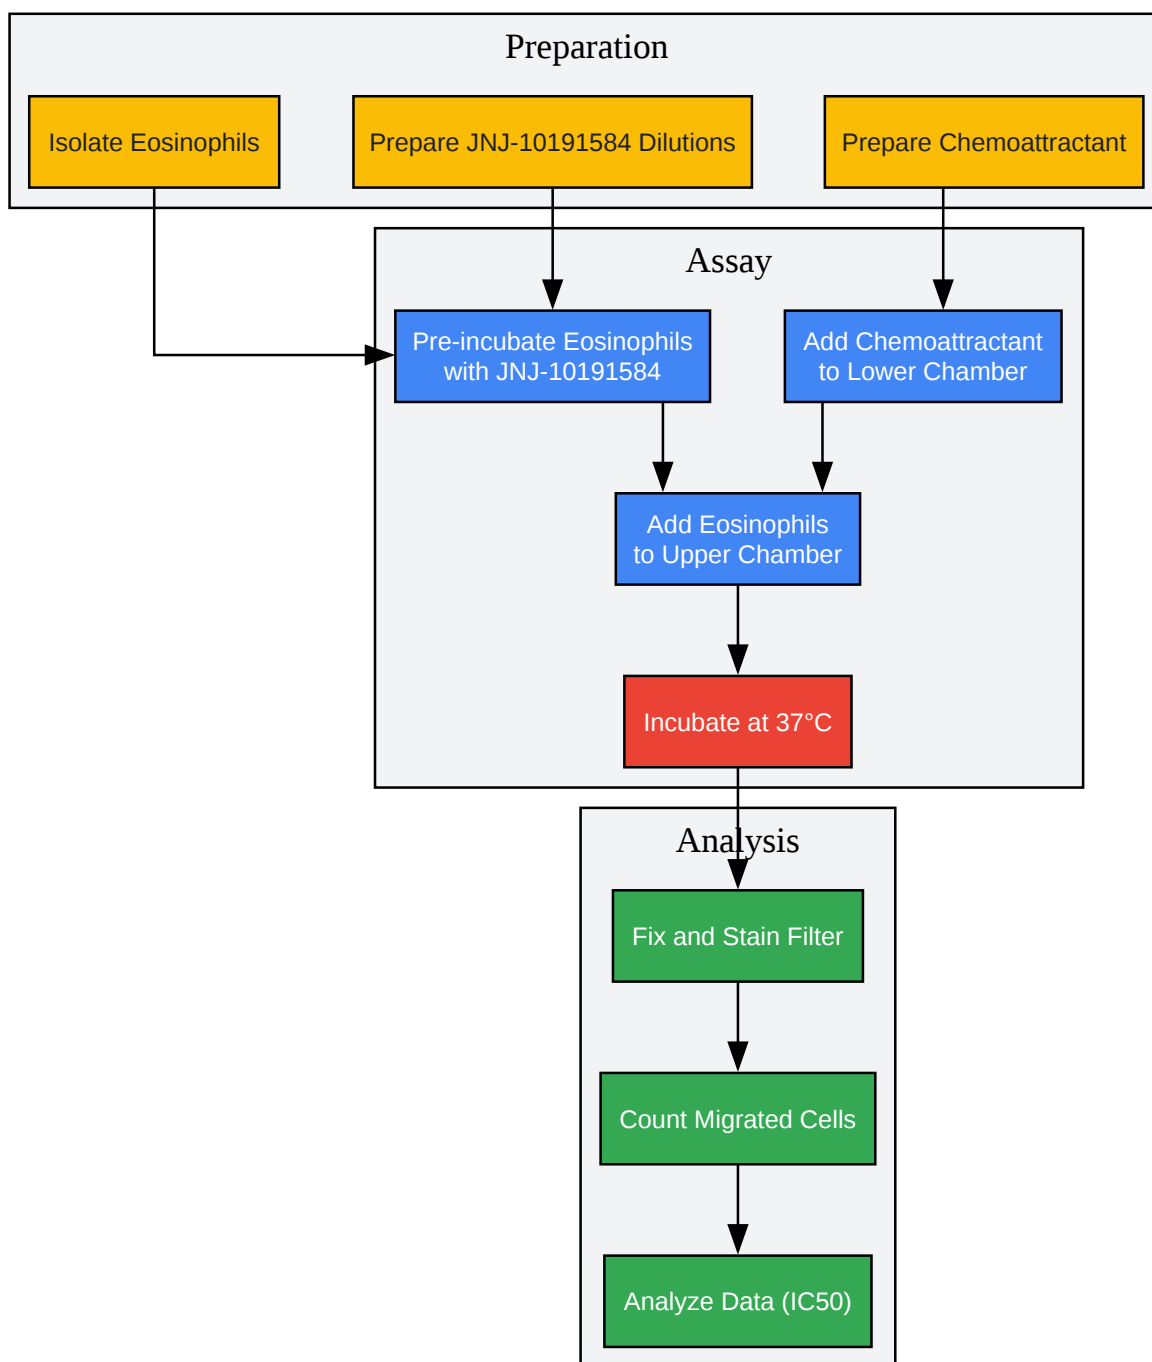 Preparation
Isolate Eosinophils
Prepare JNJ-10191584 Dilutions
Prepare Chemoattractant
Assay
Pre-incubate Eosinophils
with JNJ-10191584
Add Chemoattractant
to Lower Chamber
Add Eosinophils
to Upper Chamber
Incubate at 37°C
Analysis
Fix and Stain Filter
Count Migrated Cells
Analyze Data (IC50)